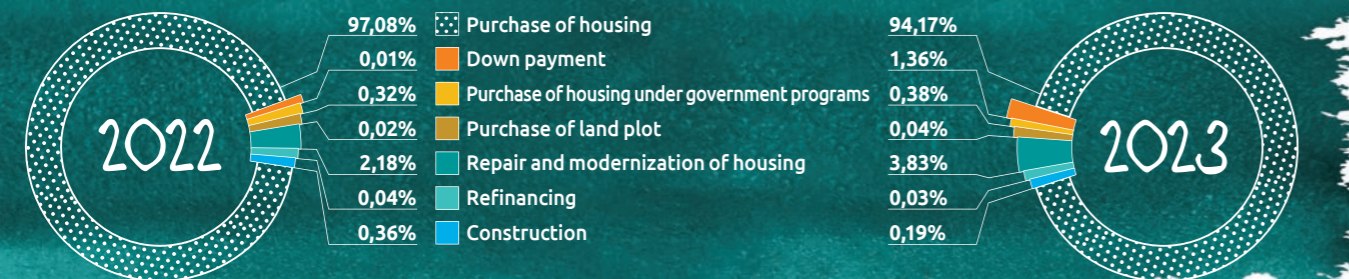 97,08% Purchase of housing 94,17%
0,01% Down payment 1,36%
0,32% Purchase of housing under government programs 0,38%
2022 0,02% Purchase of land plot 0,04% 2023
2,18% Repair and modernization of housing 3,83%
0,04% Refinancing 0,03%
0,36% Construction 0,19%